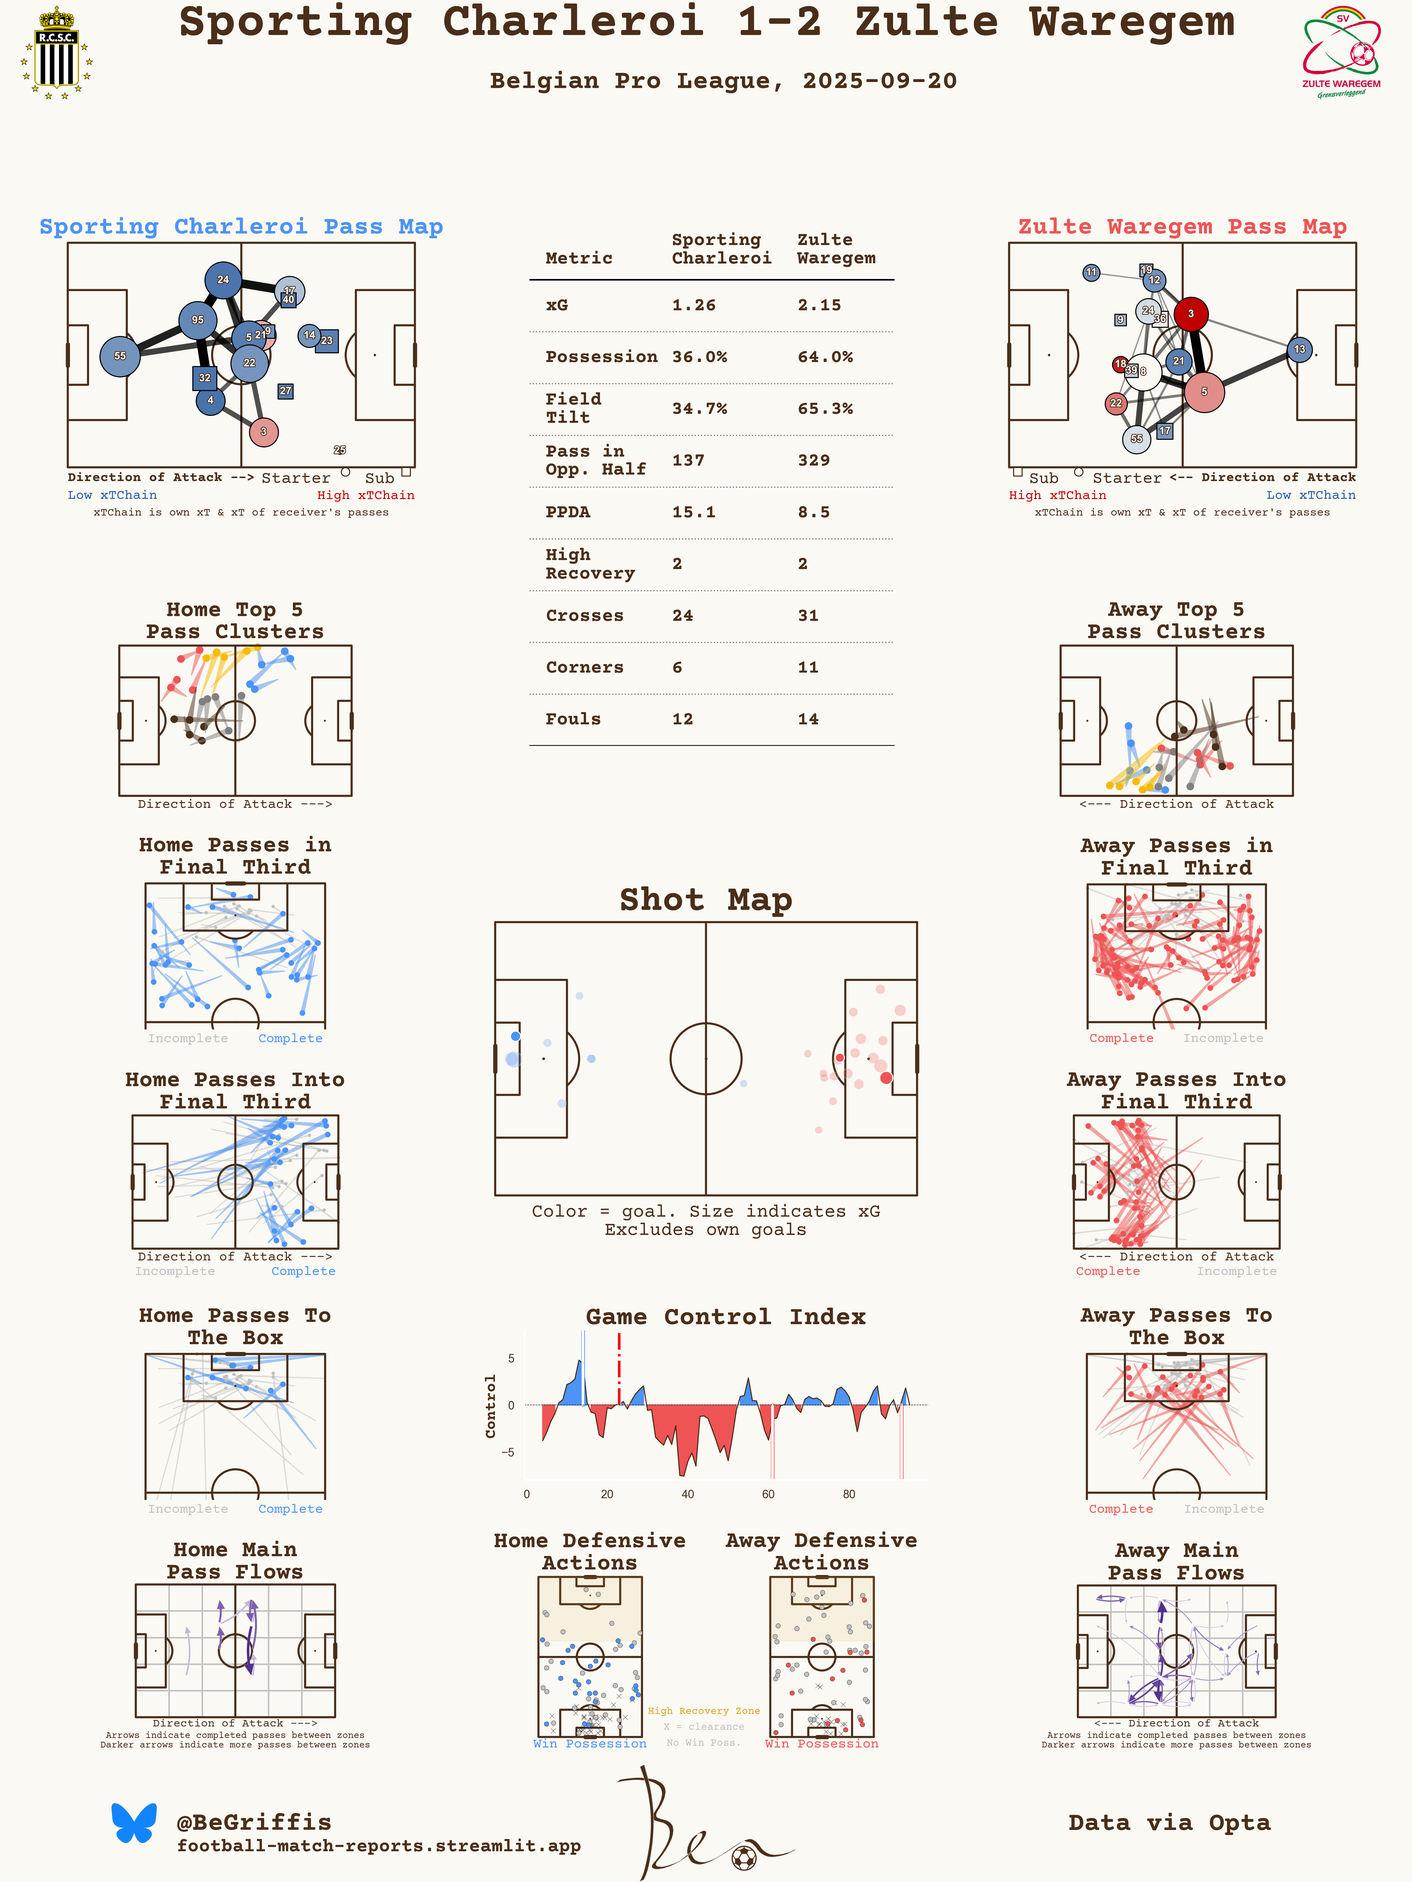 Sporting Charleroi 1-2 Zulte Waregem
Belgian Pro League, 2025-09-20
R.C.S.C.
SV
ZULTE WAREGEM
Grensverleggend
Sporting Charleroi Pass Map
24
17
40
95
5
21
9
14
23
55
22
32
27
4
3
25
Direction of Attack --> Starter Sub
Low xTChain High xTChain
xTChain is own xT & xT of receiver's passes
Metric Sporting Charleroi Zulte Waregem
xG 1.26 2.15
Possession 36.0% 64.0%
Field Tilt 34.7% 65.3%
Pass in Opp. Half 137 329
PPDA 15.1 8.5
High Recovery 2 2
Crosses 24 31
Corners 6 11
Fouls 12 14
Zulte Waregem Pass Map
11
19
12
24
36
9
3
13
18
39
8
21
5
22
55
17
Sub Starter <-- Direction of Attack
High xTChain Low xTChain
xTChain is own xT & xT of receiver's passes
Home Top 5
Pass Clusters
Direction of Attack --->
Away Top 5
Pass Clusters
<--- Direction of Attack
Home Passes in
Final Third
Incomplete Complete
Away Passes in
Final Third
Complete Incomplete
Shot Map
Color = goal. Size indicates xG
Excludes own goals
Home Passes Into
Final Third
Direction of Attack --->
Incomplete Complete
Away Passes Into
Final Third
<--- Direction of Attack
Complete Incomplete
Home Passes To
The Box
Incomplete Complete
Game Control Index
Control
5
0
−5
0 20 40 60 80
Away Passes To
The Box
Complete Incomplete
Home Main
Pass Flows
Direction of Attack --->
Arrows indicate completed passes between zones
Darker arrows indicate more passes between zones
Home Defensive
Actions
Win Possession
High Recovery Zone
X = clearance
No Win Poss.
Away Defensive
Actions
Win Possession
Away Main
Pass Flows
<--- Direction of Attack
Arrows indicate completed passes between zones
Darker arrows indicate more passes between zones
@BeGriffis
football-match-reports.streamlit.app
Ben
Data via Opta